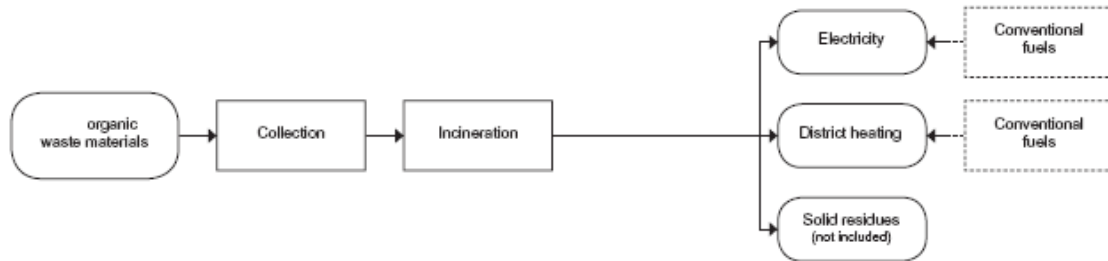 organic
waste materials
Collection
Incineration
Electricity
Conventional
fuels
District heating
Conventional
fuels
Solid residues
(not included)